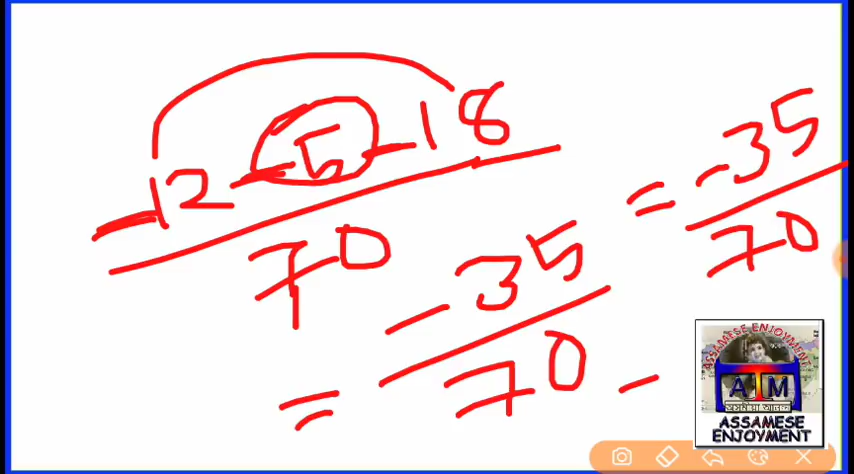 -12 - 5 - 18
70
= -35
70
= -35
70 -
ASSAMESE ENJOYMENT
ATM
ASSAMESE
ENJOYMENT